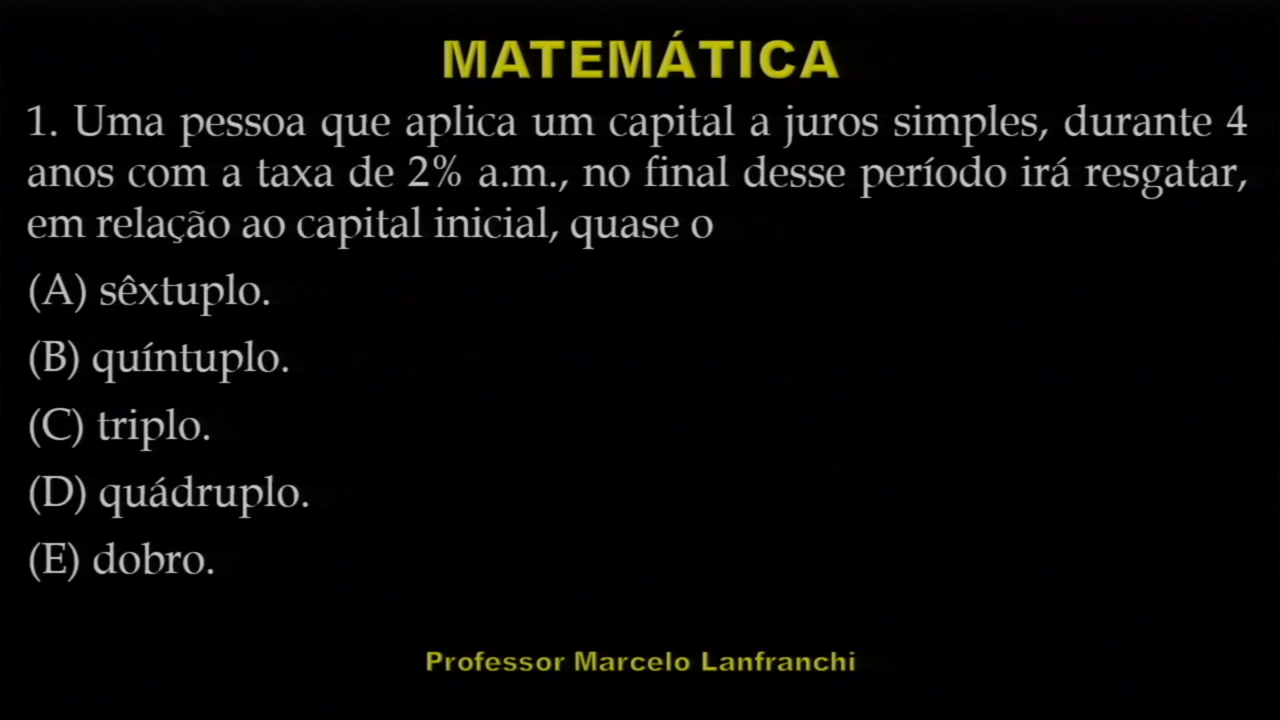 MATEMÁTICA
1. Uma pessoa que aplica um capital a juros simples, durante 4
anos com a taxa de 2% a.m., no final desse período irá resgatar,
em relação ao capital inicial, quase o
(A) sêxtuplo.
(B) quíntuplo.
(C) triplo.
(D) quádruplo.
(E) dobro.
Professor Marcelo Lanfranchi